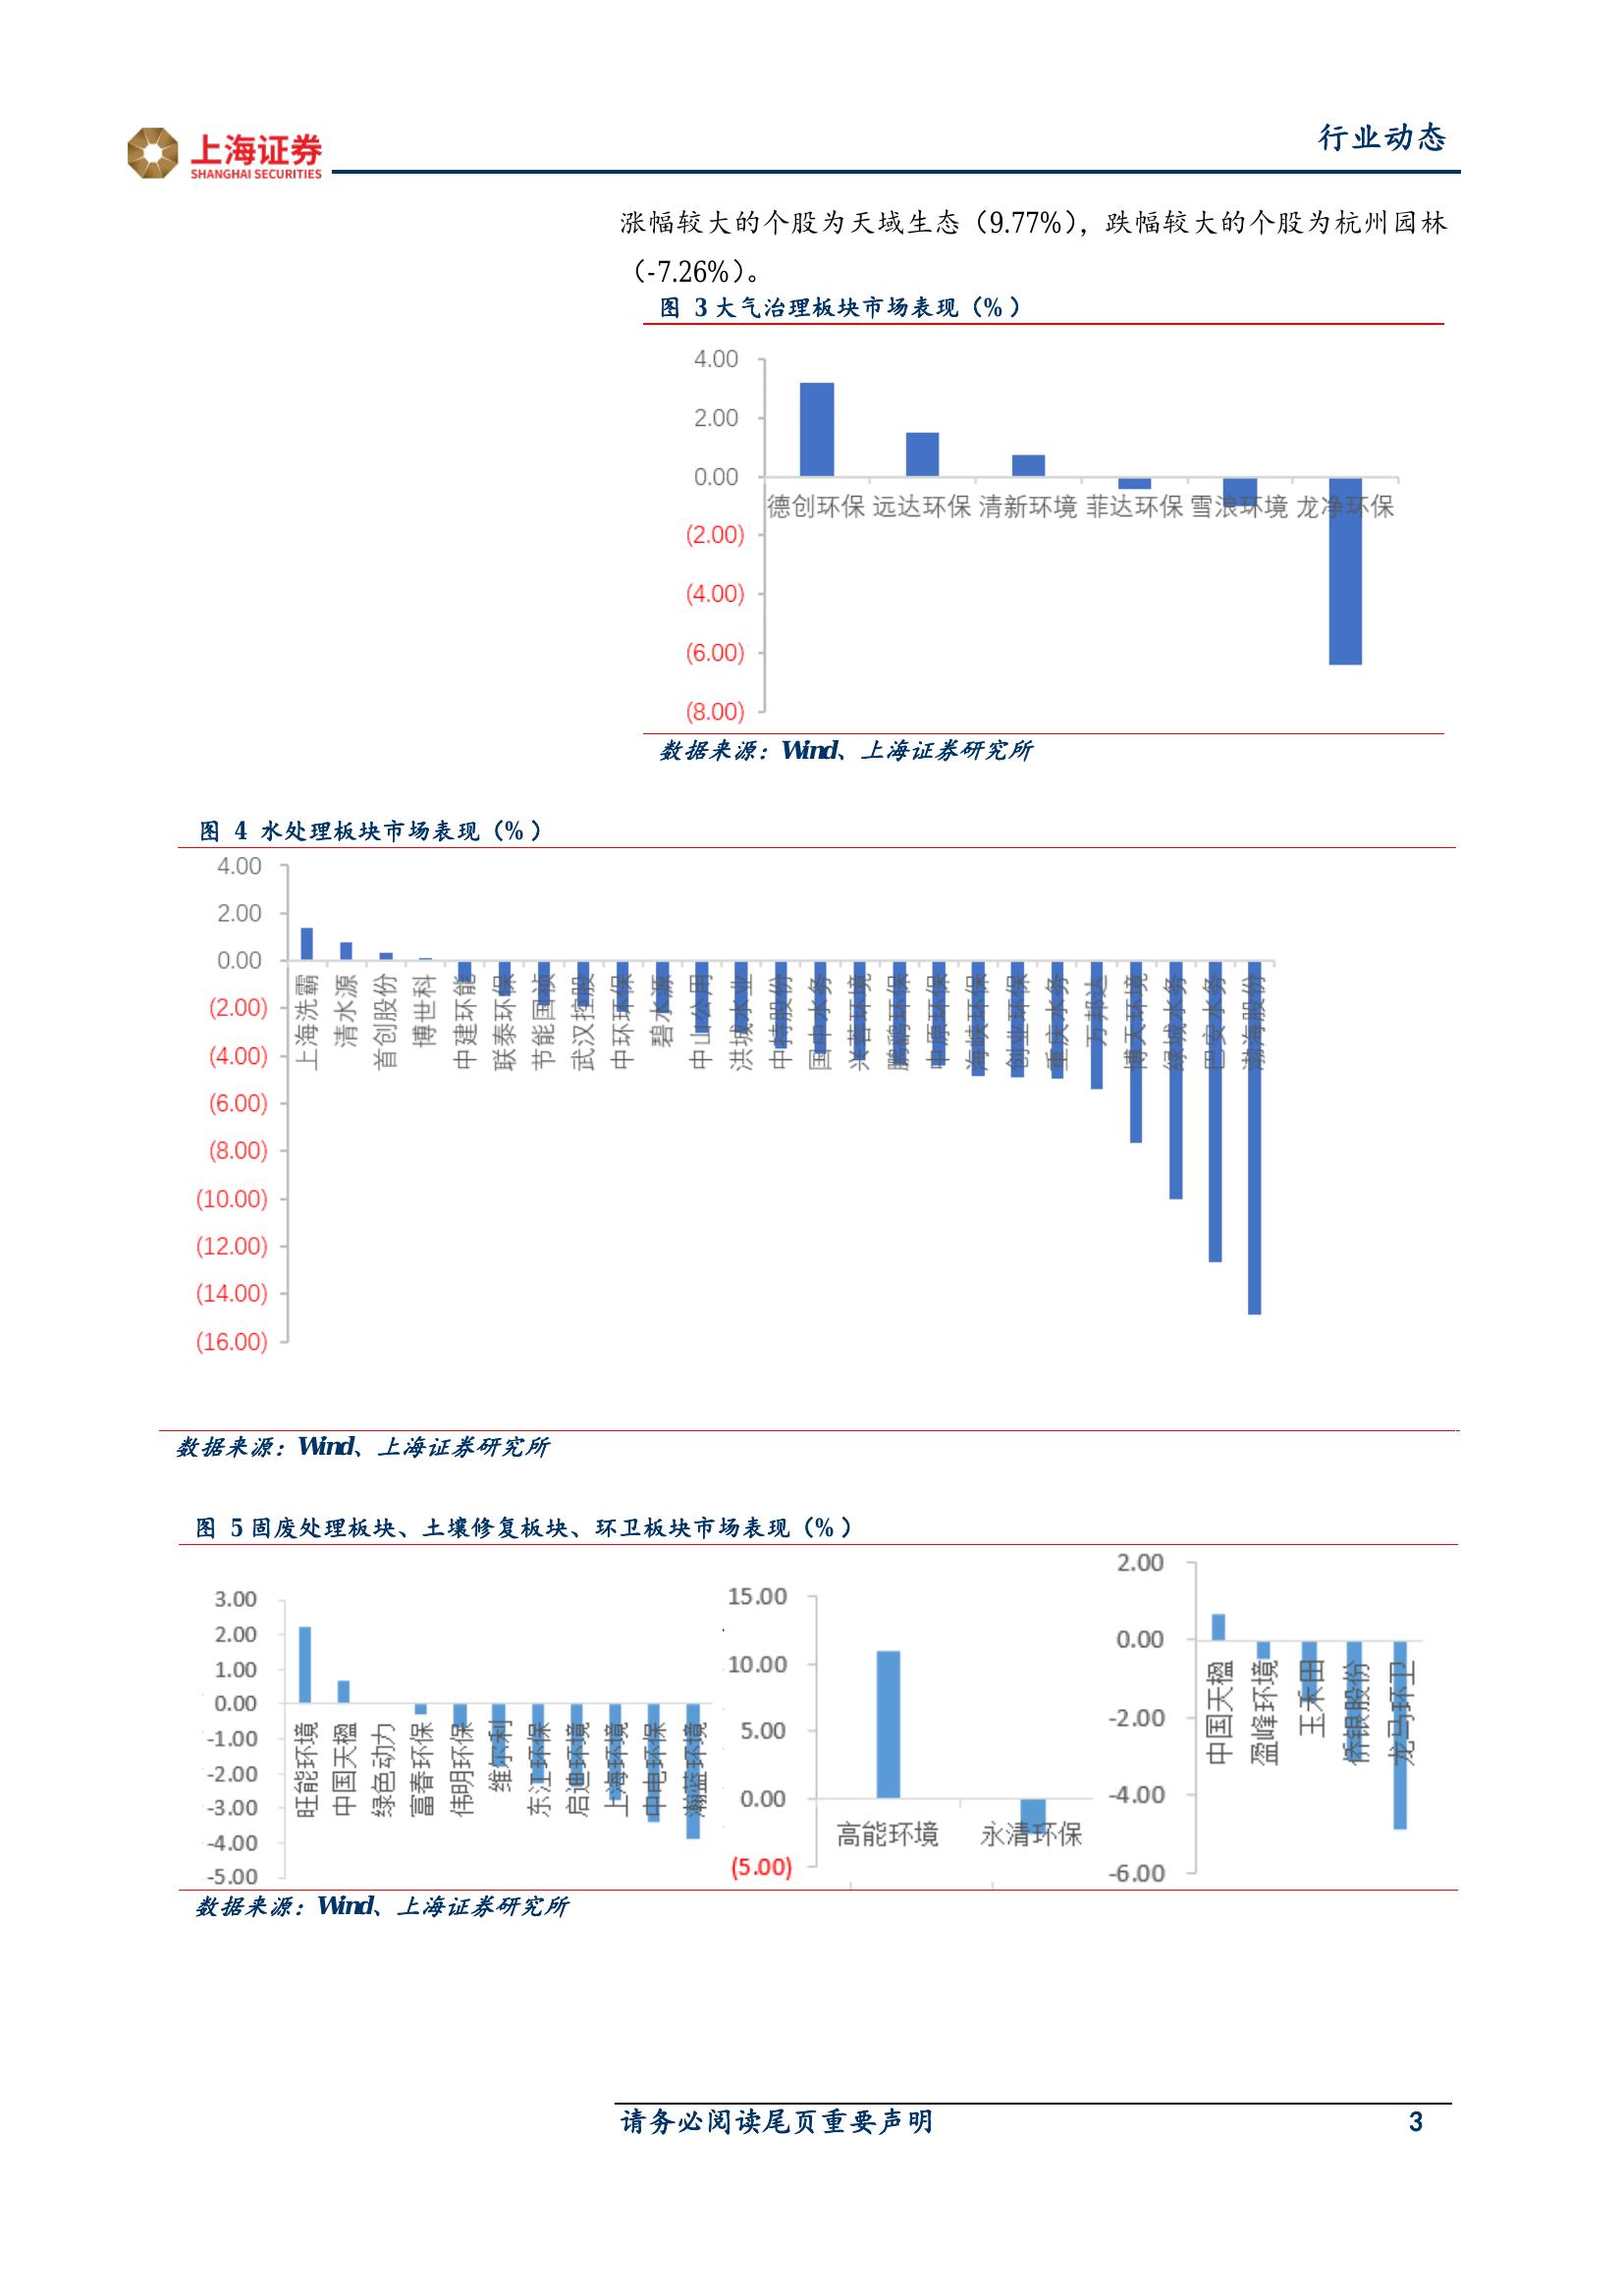 上海证券
SHANGHAI SECURITIES
行业动态
涨幅较大的个股为天域生态（9.77%），跌幅较大的个股为杭州园林
（-7.26%）。
图 3 大气治理板块市场表现（%）
4.00
2.00
0.00
德创环保 远达环保 清新环境 菲达环保 雪浪环境 龙净环保
(2.00)
(4.00)
(6.00)
(8.00)
数据来源：Wind、上海证券研究所
图 4 水处理板块市场表现（%）
4.00
2.00
0.00
(2.00)
(4.00)
(6.00)
(8.00)
(10.00)
(12.00)
(14.00)
(16.00)
上海洗霸
清水源
首创股份
博世科
中建环能
联泰环保
节能国祯
武汉控股
中环环保
碧水源
中山公用
洪城水业
中持股份
国中水务
兴蓉环境
鹏鹞环保
中原环保
海峡环保
创业环保
重庆水务
万邦达
博天环境
绿城水务
巴安水务
渤海股份
数据来源：Wind、上海证券研究所
图 5 固废处理板块、土壤修复板块、环卫板块市场表现（%）
3.00
2.00
1.00
0.00
-1.00
-2.00
-3.00
-4.00
-5.00
旺能环境
中国天楹
绿色动力
富春环保
伟明环保
维尔利
东江环保
启迪环境
上海环境
中电环保
瀚蓝环境
15.00
10.00
5.00
0.00
(5.00)
高能环境 永清环保
2.00
0.00
-2.00
-4.00
-6.00
中国天楹
盈峰环境
玉禾田
侨银股份
龙马环卫
数据来源：Wind、上海证券研究所
请务必阅读尾页重要声明 3